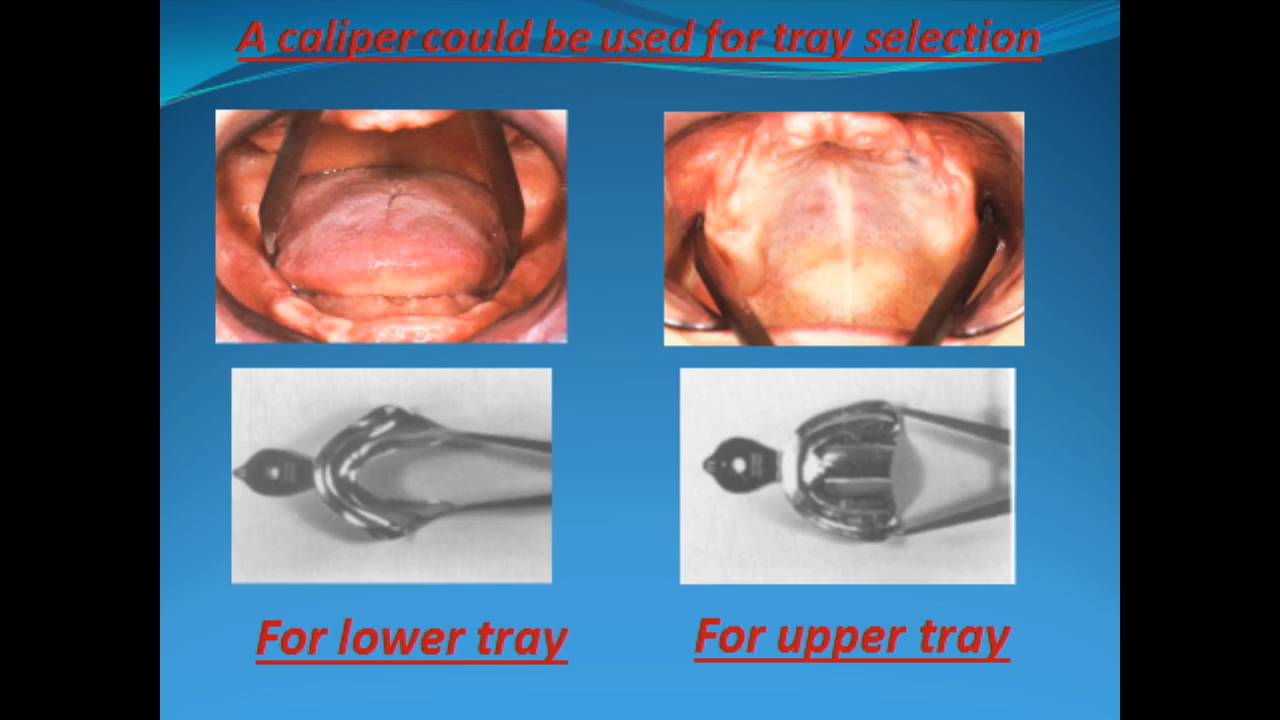 A caliper could be used for tray selection
For lower tray
For upper tray